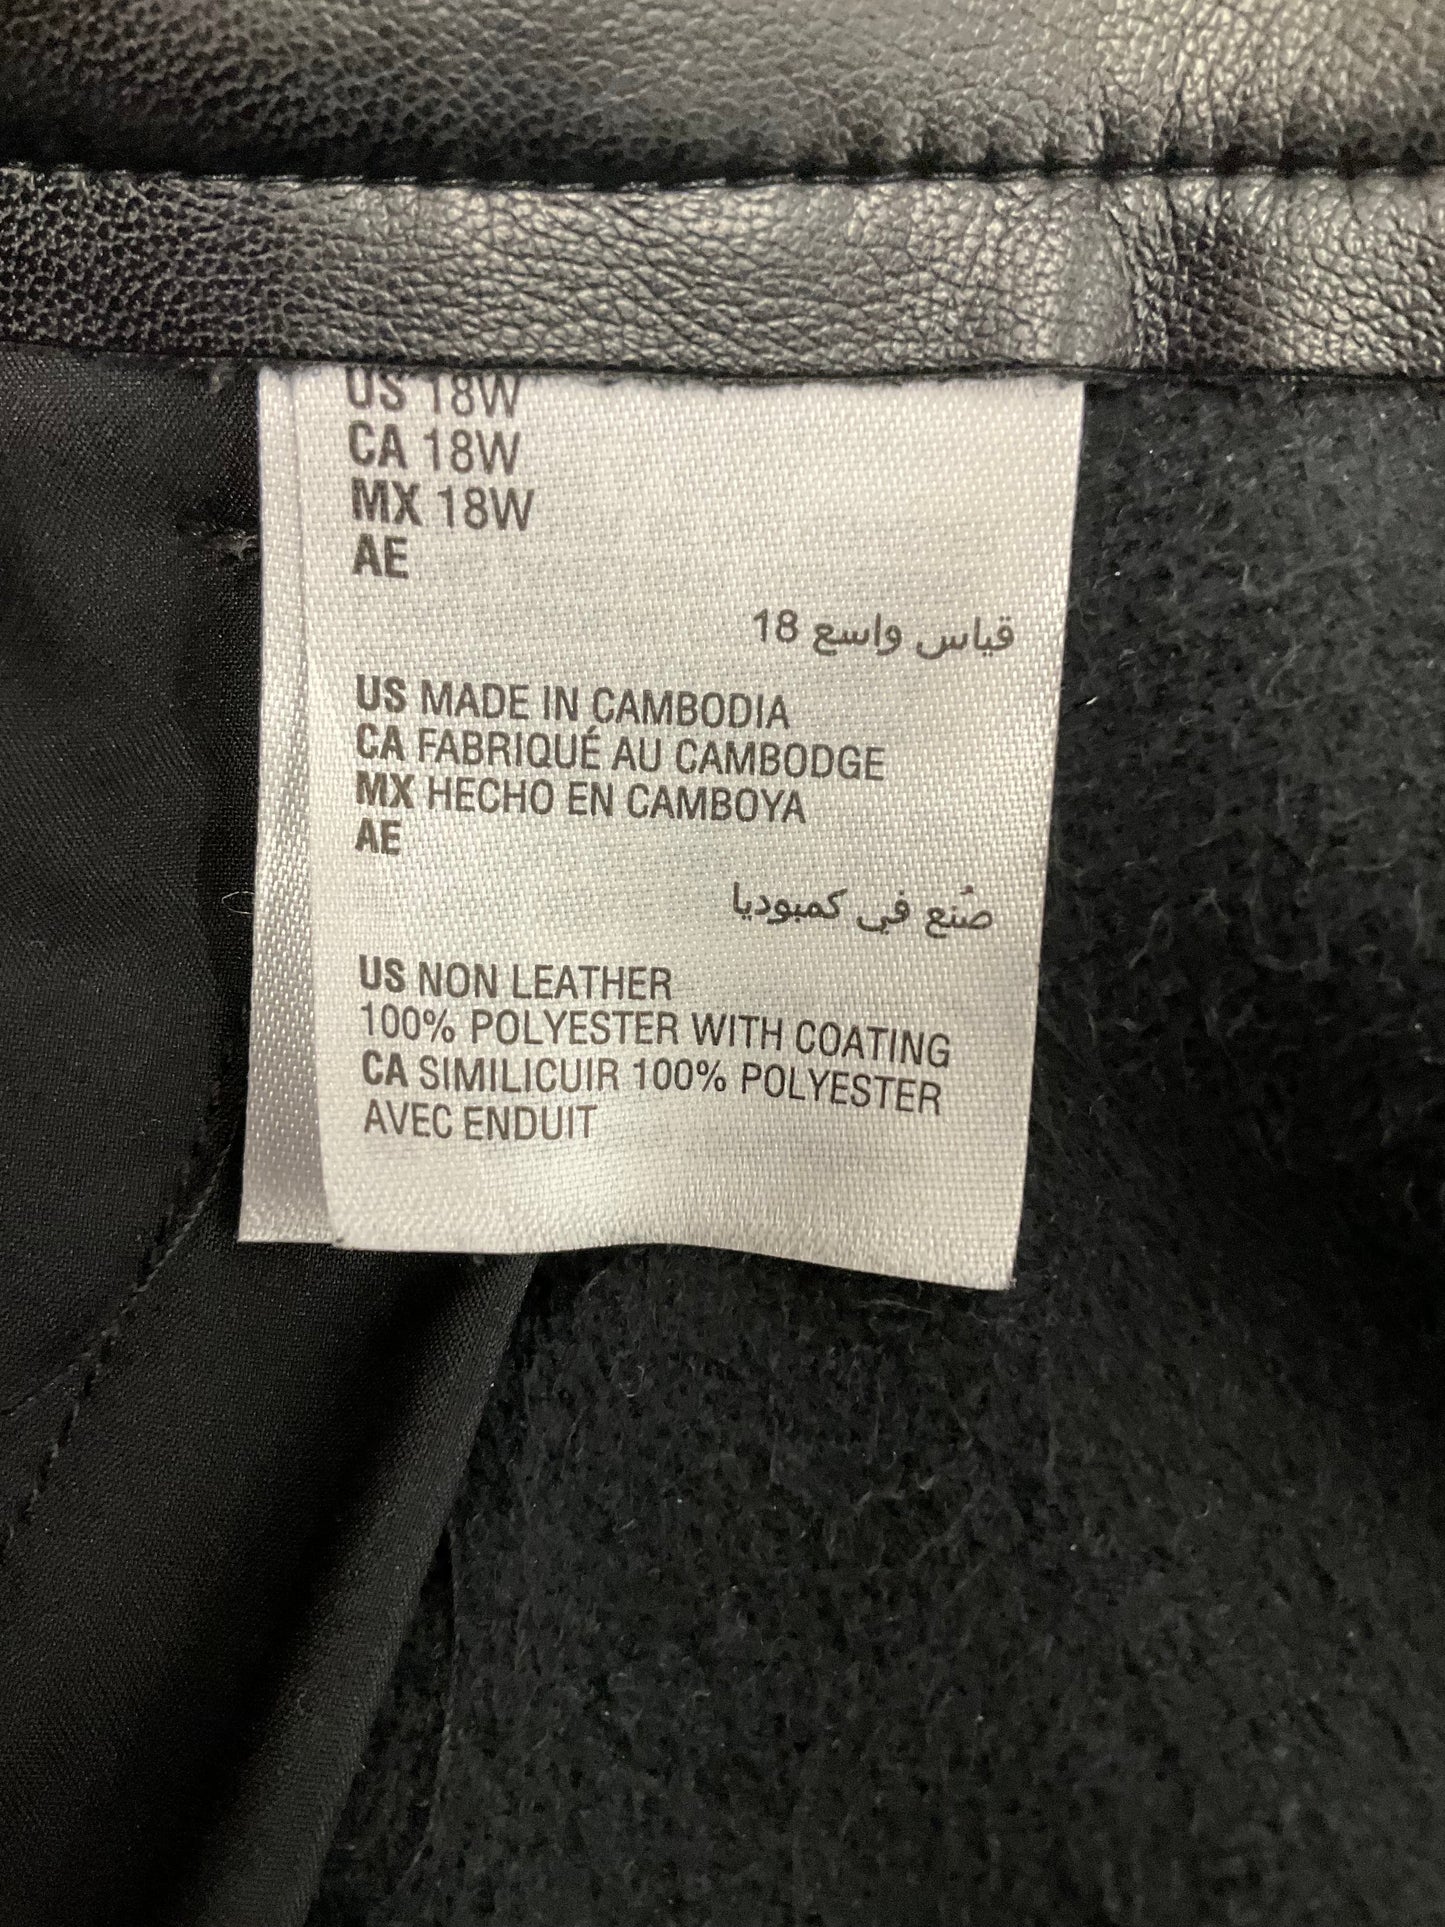 US 18W
CA 18W
MX 18W
AE
قياس واسع 18
US MADE IN CAMBODIA
CA FABRIQUÉ AU CAMBODGE
MX HECHO EN CAMBOYA
AE
صُنع في كمبوديا
US NON LEATHER
100% POLYESTER WITH COATING
CA SIMILICUIR 100% POLYESTER
AVEC ENDUIT